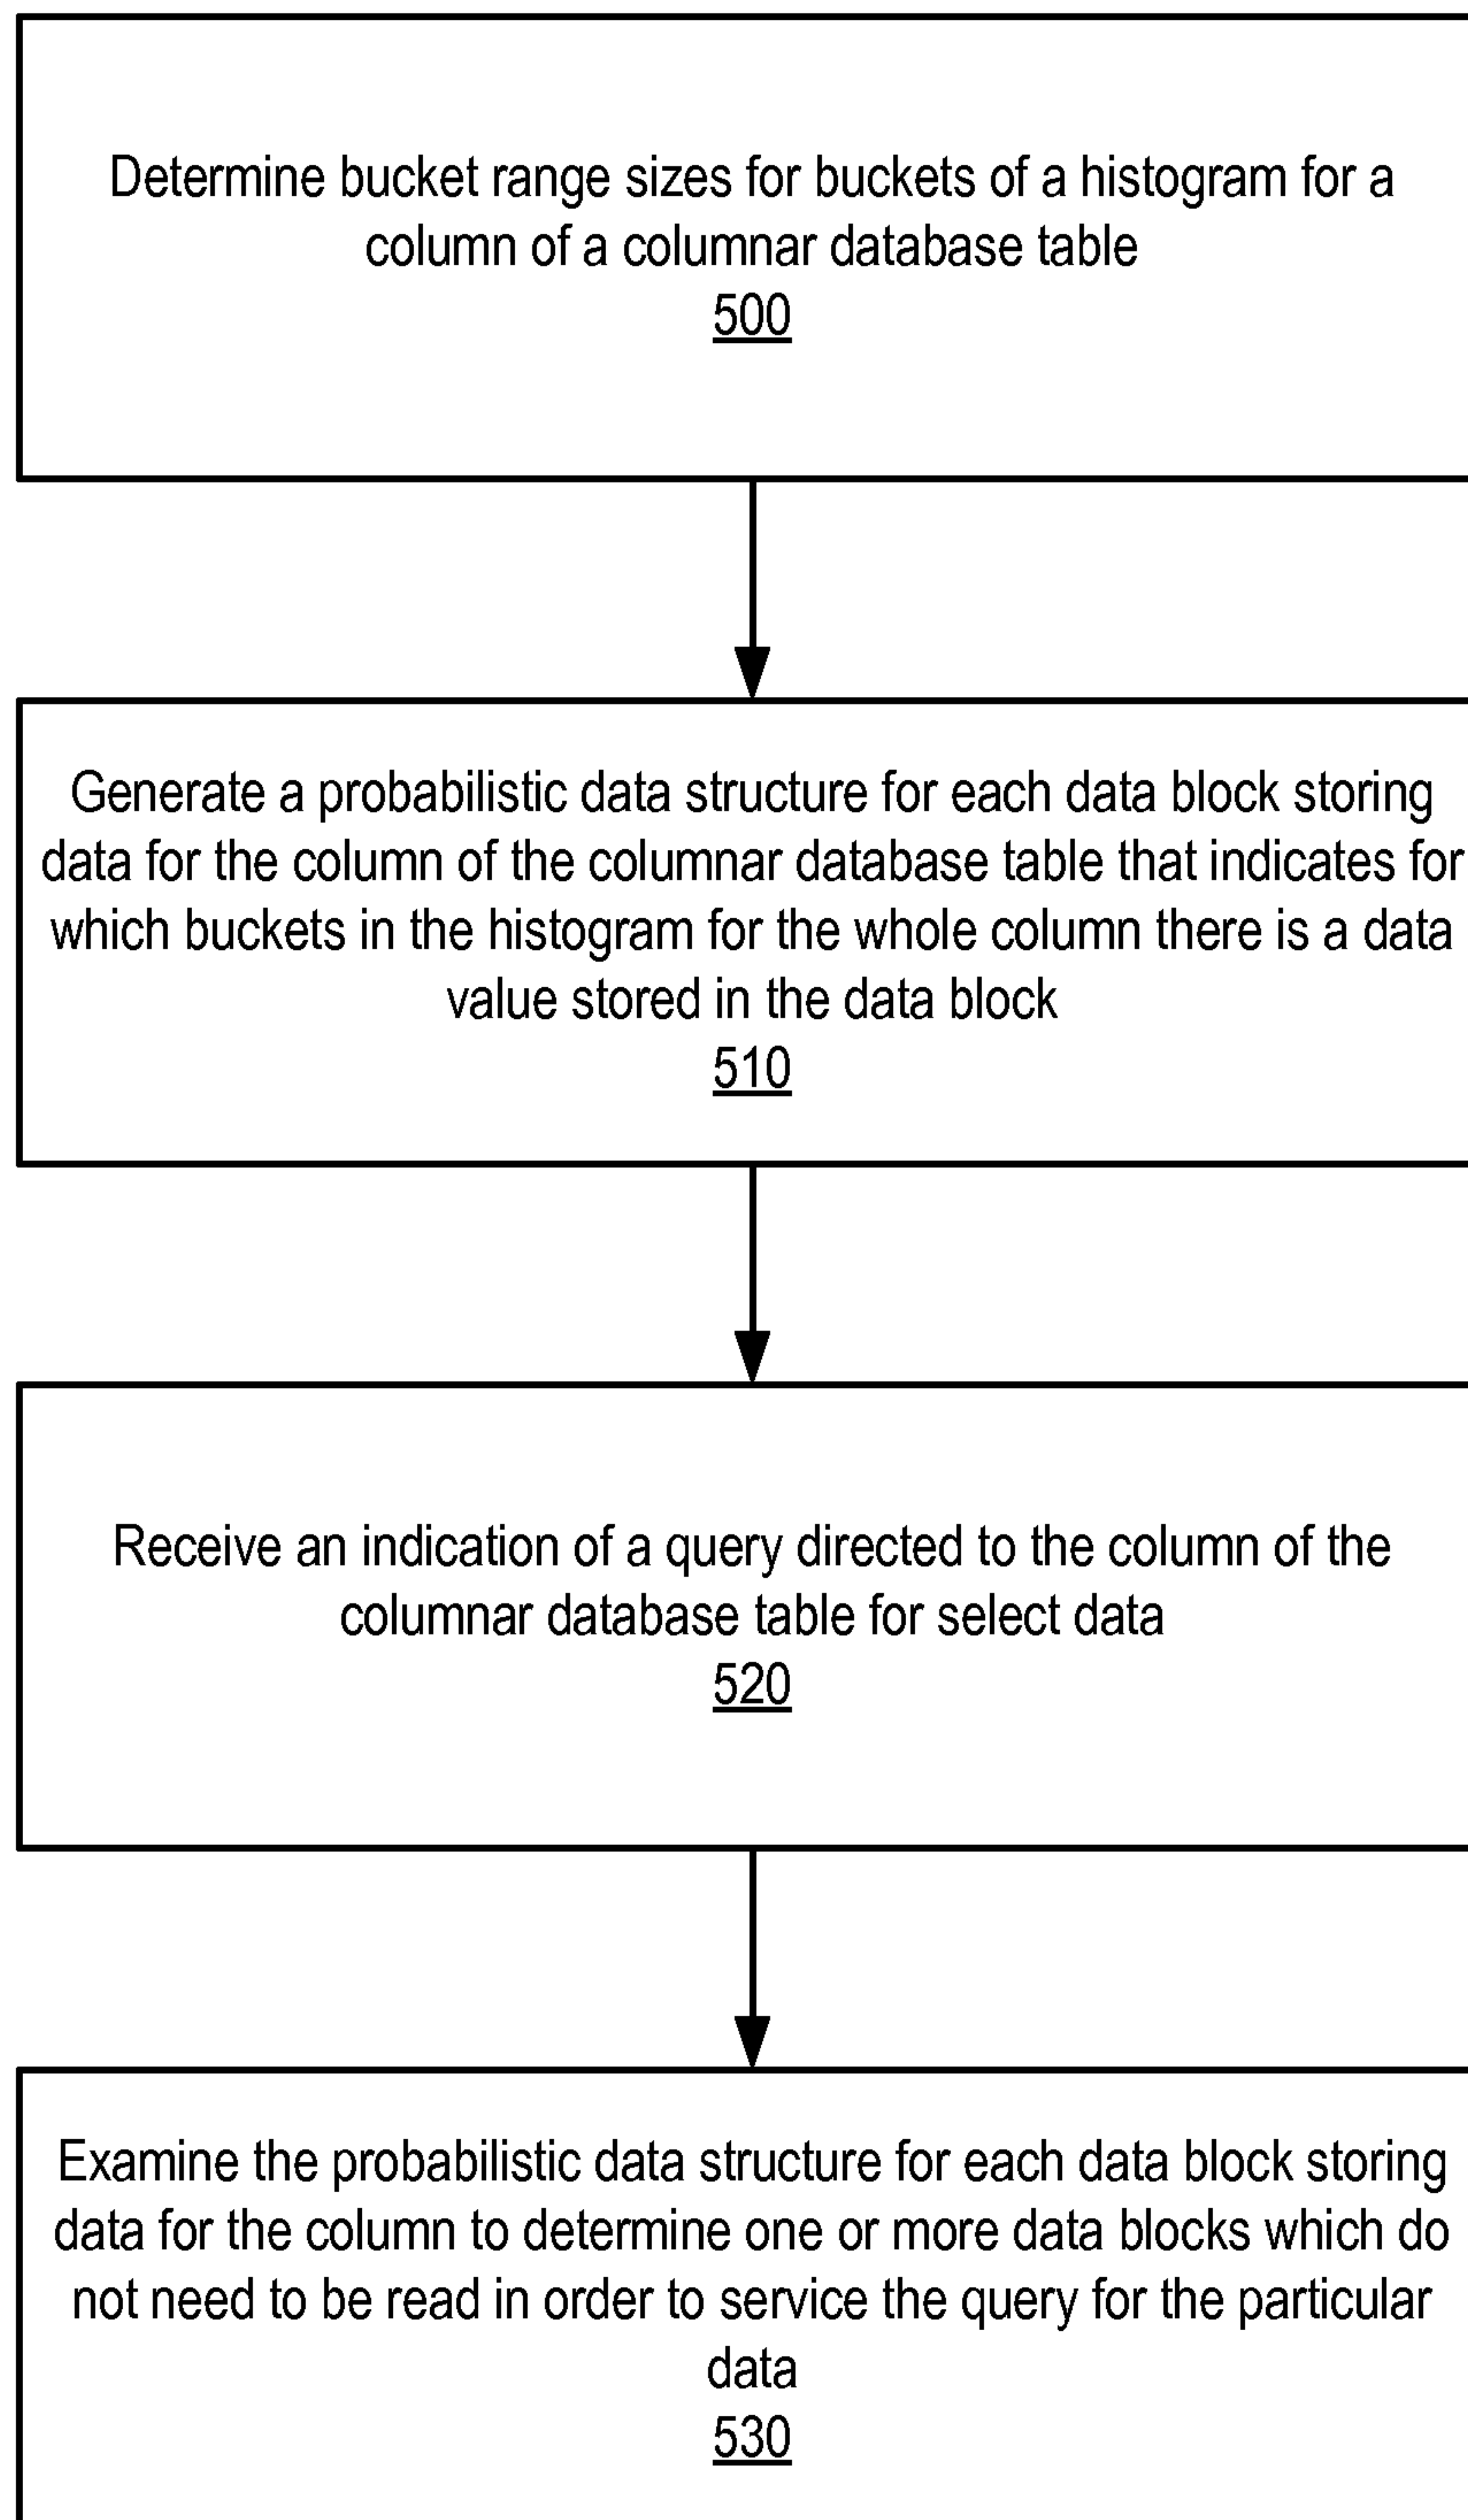 Determine bucket range sizes for buckets of a histogram for a
column of a columnar database table
500
Generate a probabilistic data structure for each data block storing
data for the column of the columnar database table that indicates for
which buckets in the histogram for the whole column there is a data
value stored in the data block
510
Receive an indication of a query directed to the column of the
columnar database table for select data
520
Examine the probabilistic data structure for each data block storing
data for the column to determine one or more data blocks which do
not need to be read in order to service the query for the particular
data
530